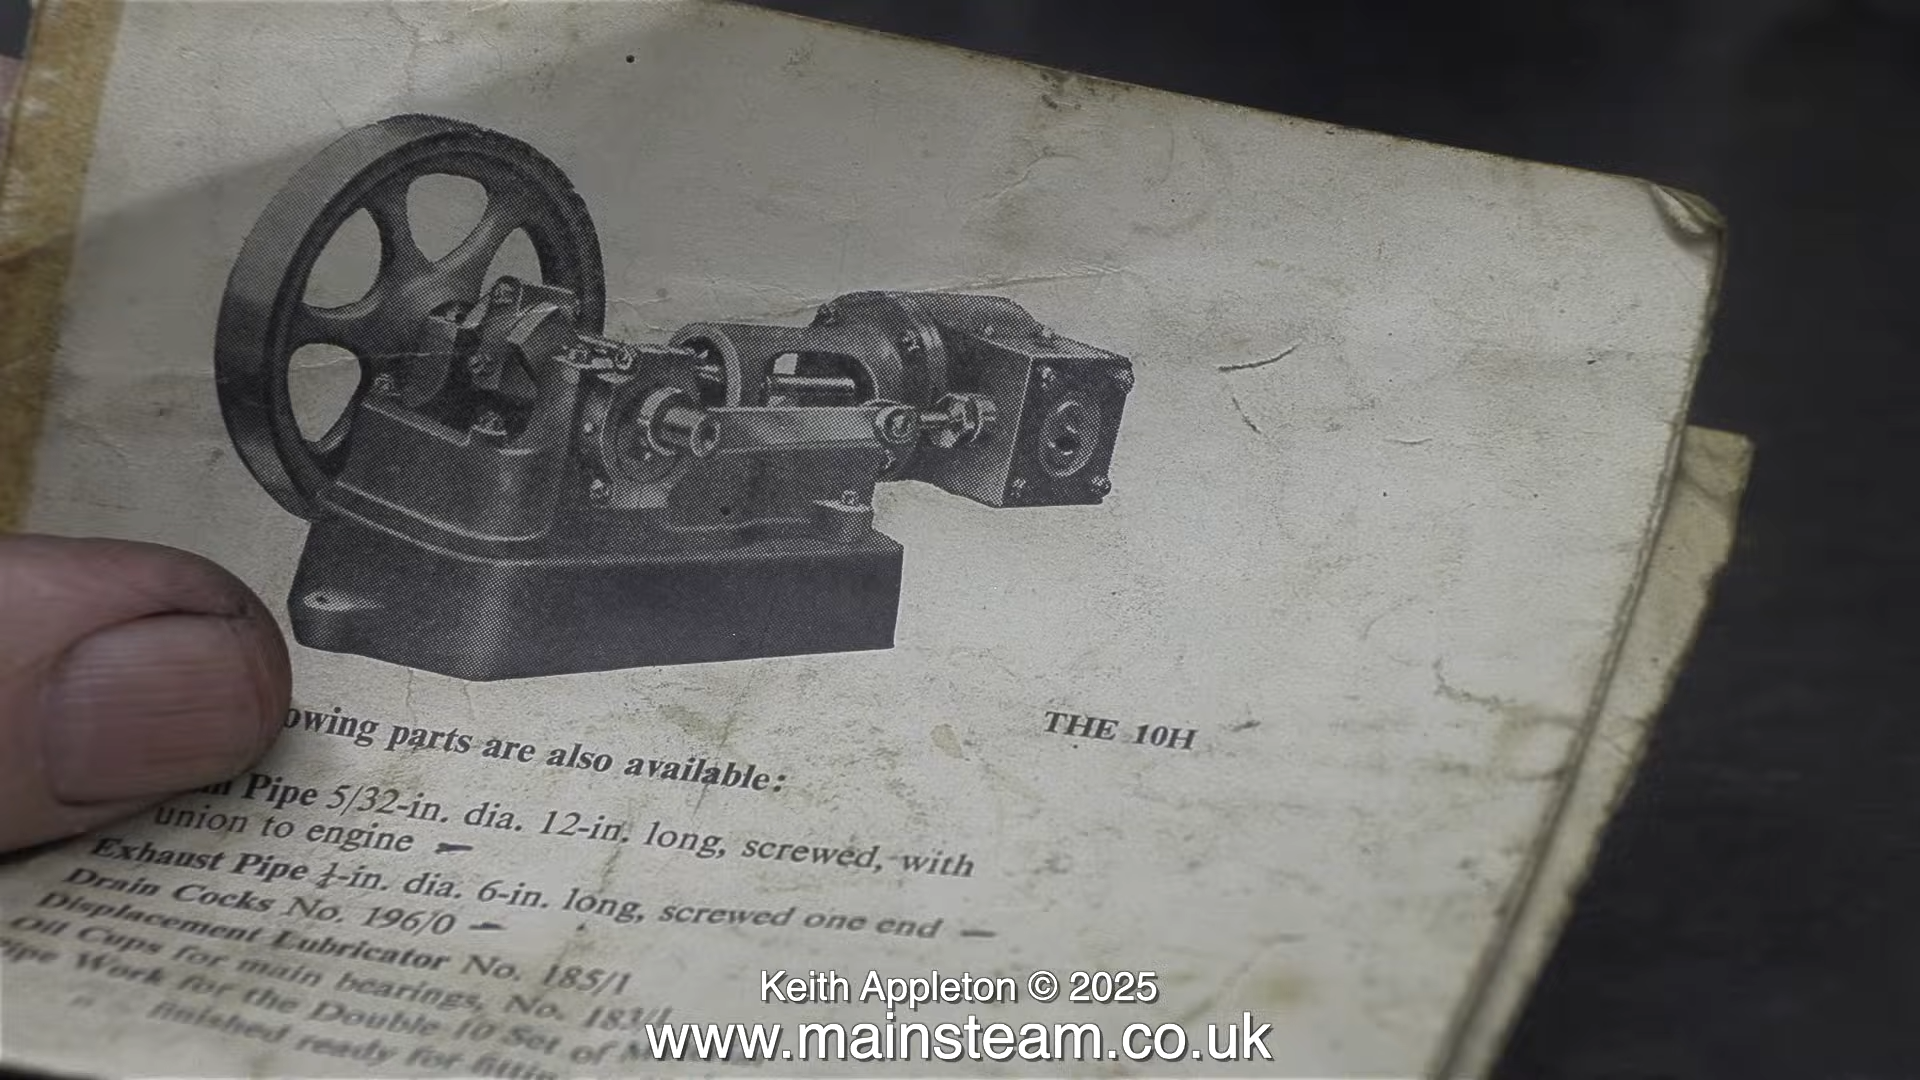 THE 10H
owing parts are also available:
Pipe 5/32-in. dia. 12-in. long, screwed, with
union to engine —
Exhaust Pipe ¼-in. dia. 6-in. long, screwed one end —
Drain Cocks No. 196/0 —
Displacement Lubricator No. 185/1
Oil Cups for main bearings, No. 183/1
Pipe Work for the Double 10 Set of
finished ready for
Keith Appleton © 2025
www.mainsteam.co.uk